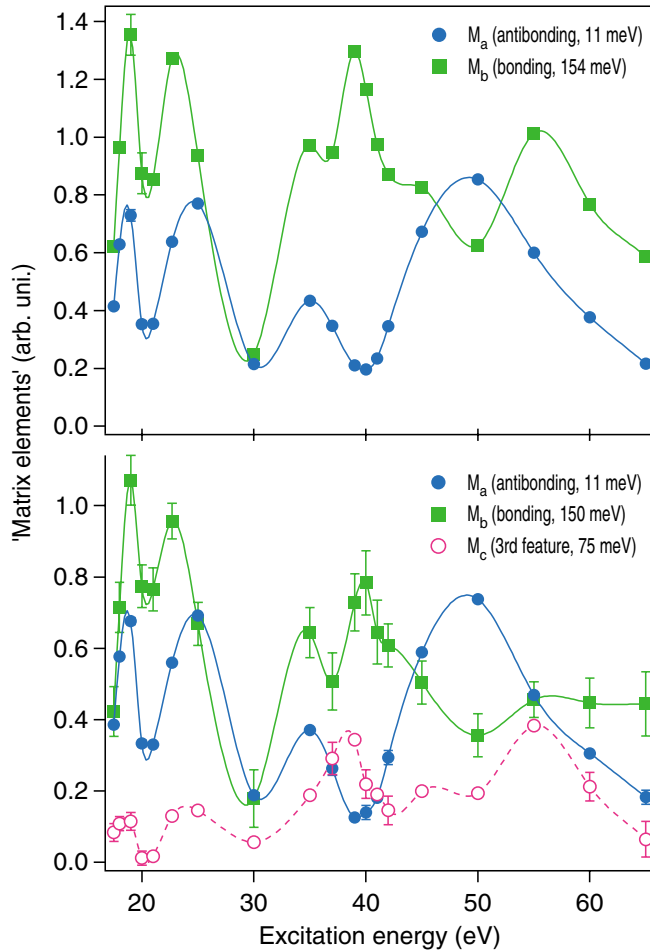 1.4
1.2
1.0
0.8
0.6
0.4
0.2
0.0
Mₐ (antibonding, 11 meV)
M_b (bonding, 154 meV)
'Matrix elements' (arb. uni.)
1.0
0.8
0.6
0.4
0.2
0.0
Mₐ (antibonding, 11 meV)
M_b (bonding, 150 meV)
M_c (3rd feature, 75 meV)
20 30 40 50 60
Excitation energy (eV)